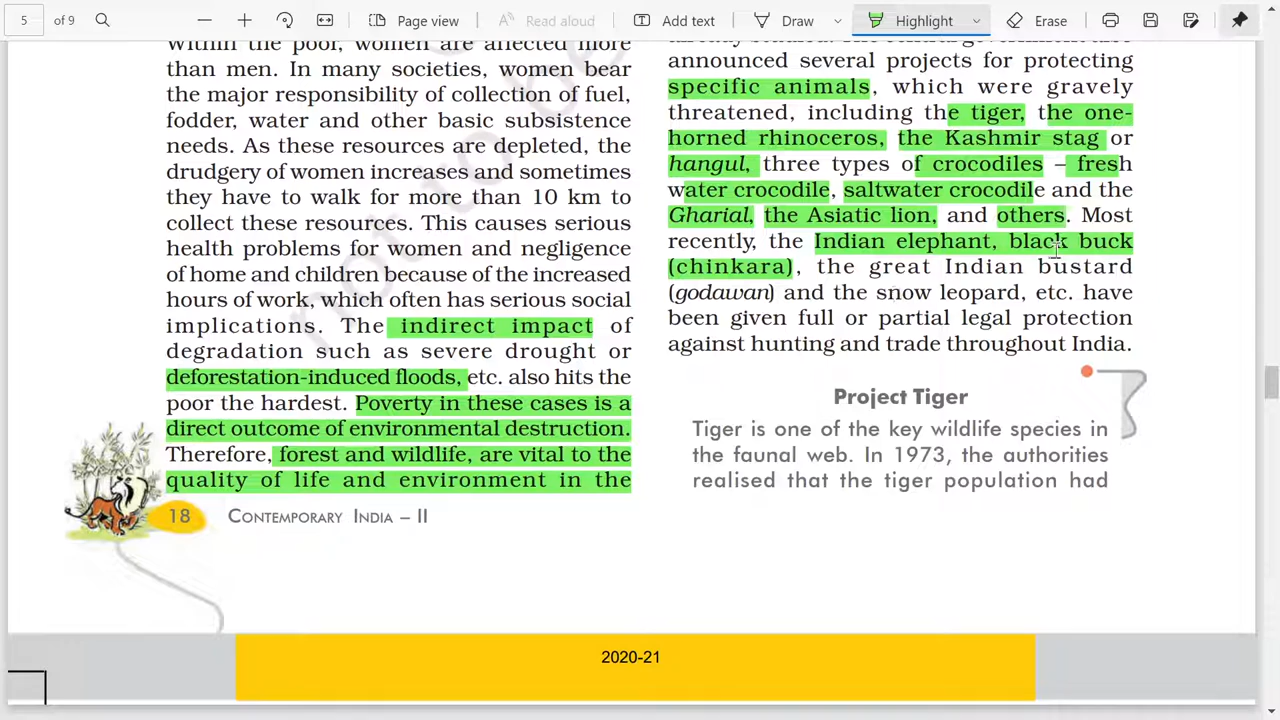 5 of 9 Page view Read aloud Add text Draw Highlight Erase
Within the poor, women are affected more
than men. In many societies, women bear
the major responsibility of collection of fuel,
fodder, water and other basic subsistence
needs. As these resources are depleted, the
drudgery of women increases and sometimes
they have to walk for more than 10 km to
collect these resources. This causes serious
health problems for women and negligence
of home and children because of the increased
hours of work, which often has serious social
implications. The indirect impact of
degradation such as severe drought or
deforestation-induced floods, etc. also hits the
poor the hardest. Poverty in these cases is a
direct outcome of environmental destruction.
Therefore, forest and wildlife, are vital to the
quality of life and environment in the
18 CONTEMPORARY INDIA – II
announced several projects for protecting
specific animals, which were gravely
threatened, including the tiger, the one-
horned rhinoceros, the Kashmir stag or
hangul, three types of crocodiles – fresh
water crocodile, saltwater crocodile and the
Gharial, the Asiatic lion, and others. Most
recently, the Indian elephant, black buck
(chinkara), the great Indian bustard
(godawan) and the snow leopard, etc. have
been given full or partial legal protection
against hunting and trade throughout India.
Project Tiger
Tiger is one of the key wildlife species in
the faunal web. In 1973, the authorities
realised that the tiger population had
not to be
2020-21